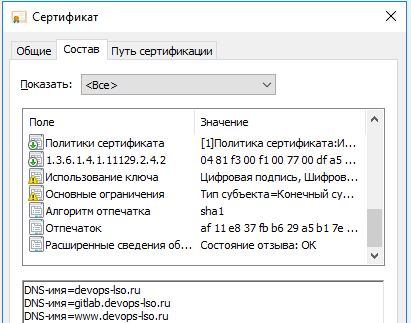 Сертификат
Общие Состав Путь сертификации
Показать: <Все>
Поле Значение
Политики сертификата [1]Политика сертификата:И...
1.3.6.1.4.1.11129.2.4.2 04 81 f3 00 f1 00 77 00 df a5 ...
Использование ключа Цифровая подпись, Шифров...
Основные ограничения Тип субъекта=Конечный су...
Алгоритм отпечатка sha1
Отпечаток af 11 e8 37 fb b6 29 a5 b1 7e ...
Расширенные сведения об... Состояние отзыва: ОК
DNS-имя=devops-lso.ru
DNS-имя=gitlab.devops-lso.ru
DNS-имя=www.devops-lso.ru